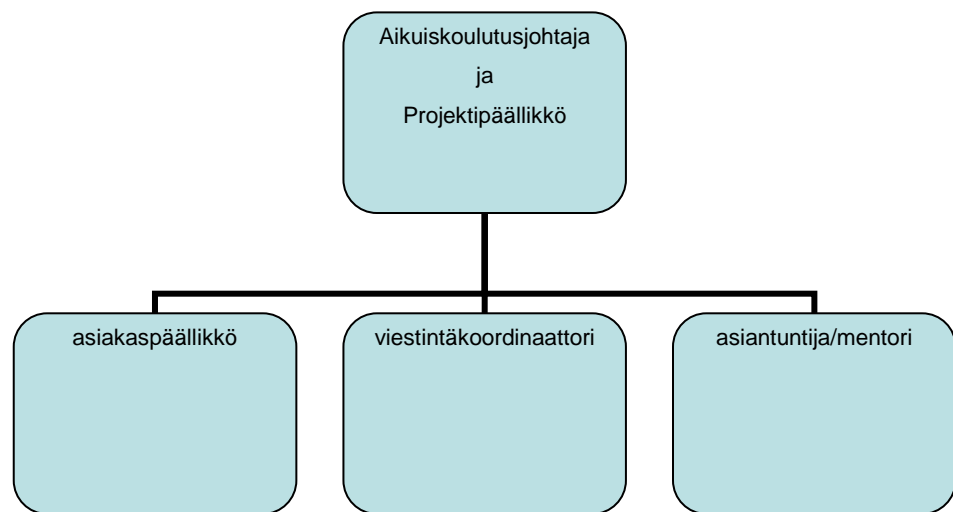 Aikuiskoulutusjohtaja
ja
Projektipäällikkö
asiakaspäällikkö
viestintäkoordinaattori
asiantuntija/mentori